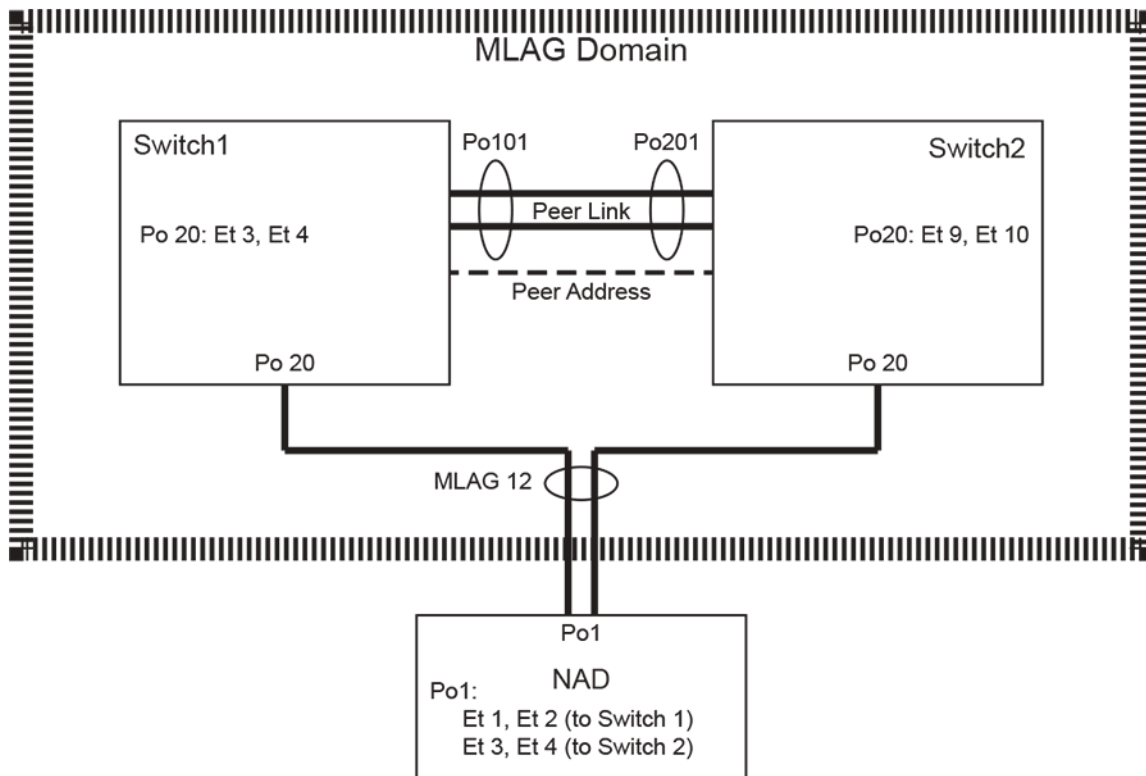 MLAG Domain
Switch1
Po101
Po201
Switch2
Peer Link
Po 20: Et 3, Et 4
Po20: Et 9, Et 10
Peer Address
Po 20
Po 20
MLAG 12
Po1
NAD
Po1:
Et 1, Et 2 (to Switch 1)
Et 3, Et 4 (to Switch 2)